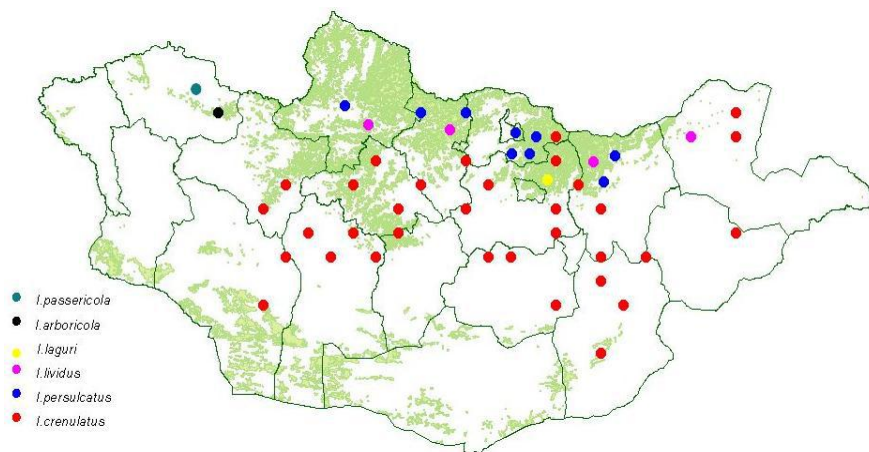 I.passericola
I.arboricola
I.laguri
I.lividus
I.persulcatus
I.crenulatus